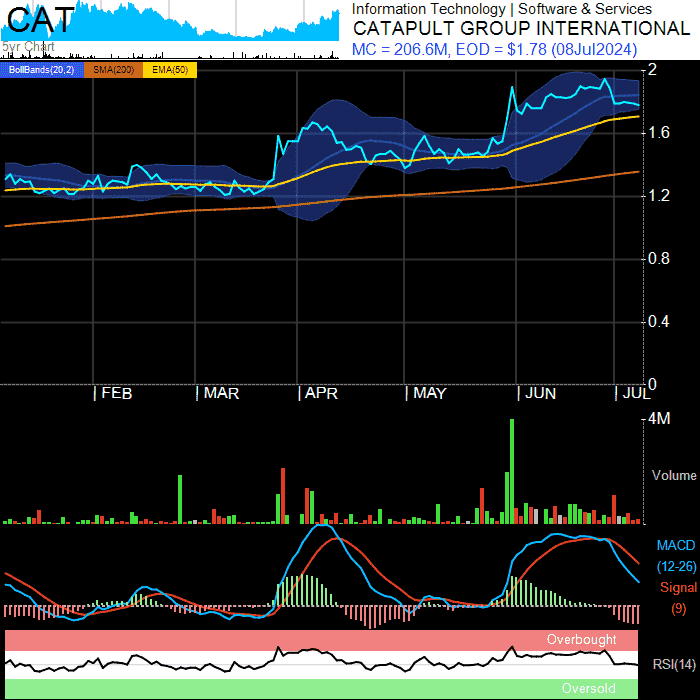 CAT
5yr Chart
Information Technology | Software & Services
CATAPULT GROUP INTERNATIONAL
MC = 206.6M, EOD = $1.78 (08Jul2024)
BollBands(20,2) SMA(200) EMA(50)
2
1.6
1.2
0.8
0.4
0
| FEB | MAR | APR | MAY | JUN | JUL
4M
Volume
MACD
(12-26)
Signal
(9)
Overbought
RSI(14)
Oversold